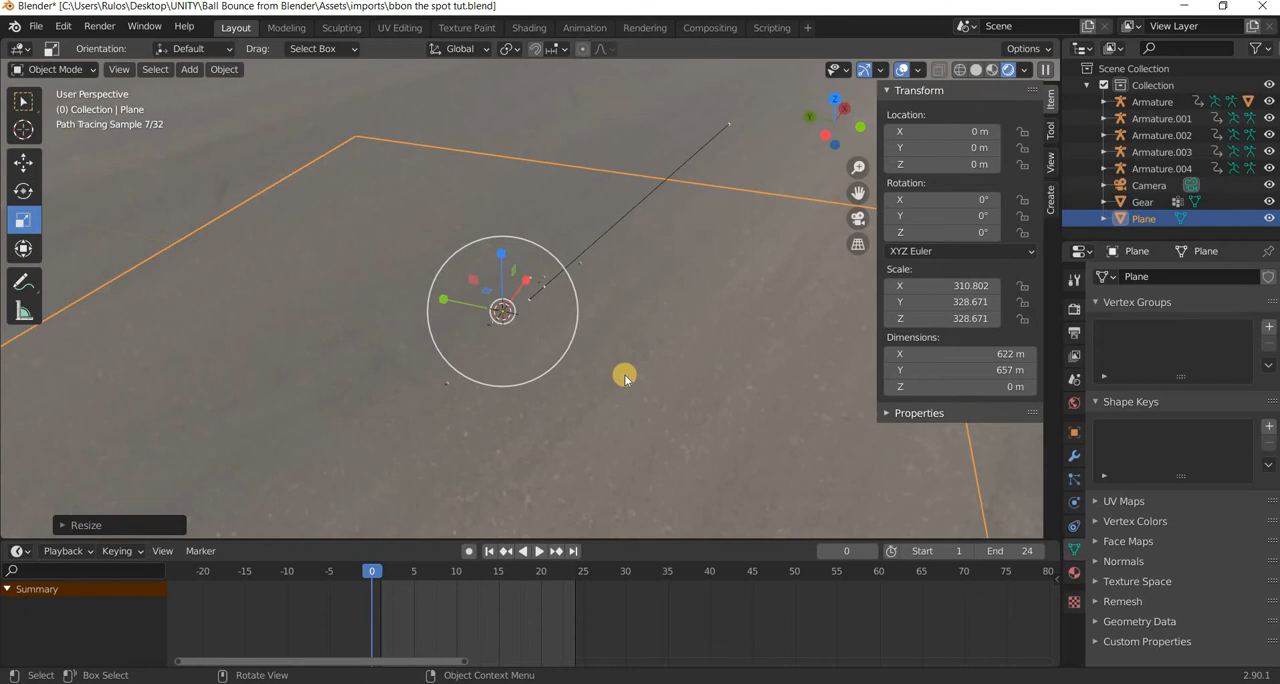 Blender* [C:\Users\Rulos\Desktop\UNITY\Ball Bounce from Blender\Assets\imports\bbon the spot tut.blend]
File Edit Render Window Help Layout Modeling Sculpting UV Editing Texture Paint Shading Animation Rendering Compositing Scripting + Scene View Layer
Orientation: Default Drag: Select Box Global Options
Object Mode View Select Add Object
User Perspective
(0) Collection | Plane
Path Tracing Sample 7/32
Z
X
Y
Transform
Location:
X 0 m
Y 0 m
Z 0 m
Rotation:
X 0°
Y 0°
Z 0°
XYZ Euler
Scale:
X 310.802
Y 328.671
Z 328.671
Dimensions:
X 622 m
Y 657 m
Z 0 m
Properties
Item
Tool
View
Create
Scene Collection
Collection
Armature
Armature.001
Armature.002
Armature.003
Armature.004
Camera
Gear
Plane
Plane Plane
Plane
Vertex Groups
Shape Keys
UV Maps
Vertex Colors
Face Maps
Normals
Texture Space
Remesh
Geometry Data
Custom Properties
Resize
Playback Keying View Marker 0 Start 1 End 24
-20 -15 -10 -5 0 5 10 15 20 25 30 35 40 45 50 55 60 65 70 75 80
Summary
Select Box Select Rotate View Object Context Menu 2.90.1